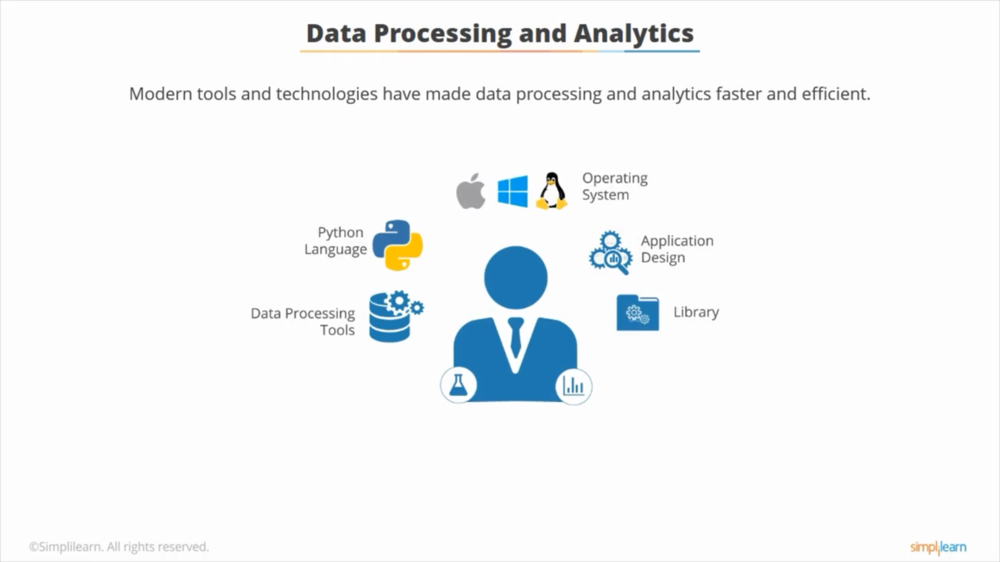 Data Processing and Analytics
Modern tools and technologies have made data processing and analytics faster and efficient.
Operating
System
Python
Language
Application
Design
Data Processing
Tools
Library
©Simplilearn. All rights reserved.
simplilearn